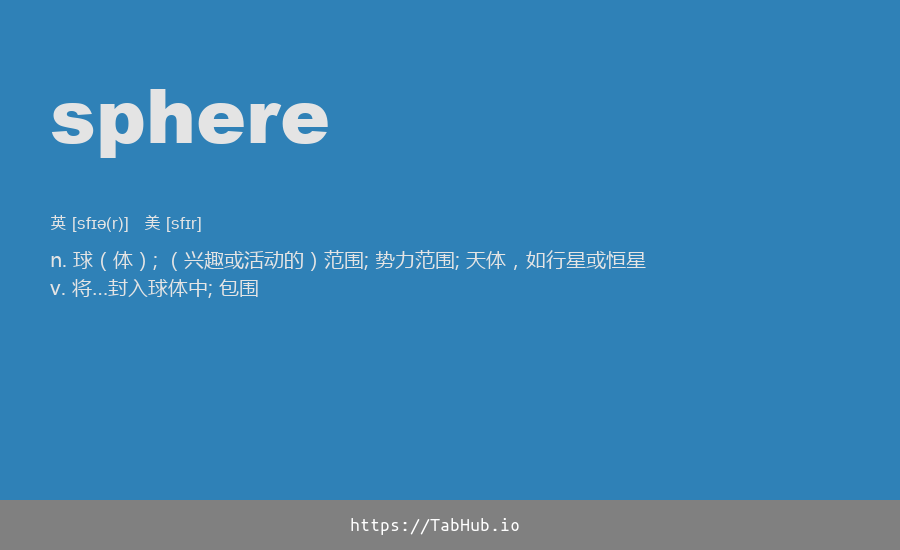 sphere
英 [sfɪə(r)] 美 [sfɪr]
n. 球（体）; （兴趣或活动的）范围; 势力范围; 天体，如行星或恒星
v. 将…封入球体中; 包围
https://TabHub.io